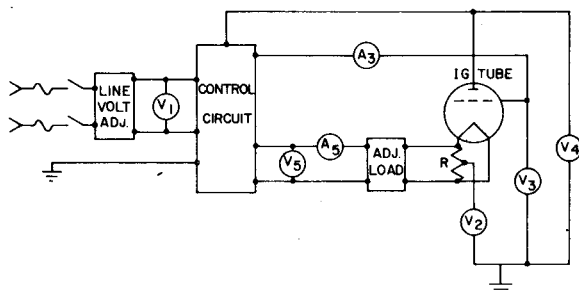 A3
IG TUBE
LINE
VOLT
ADJ.
V1
CONTROL
CIRCUIT
V5
A5
ADJ.
LOAD
R
V2
V3
V4